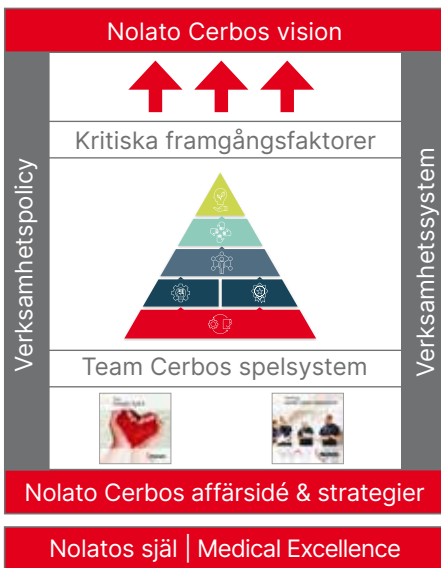 Nolato Cerbos vision
Kritiska framgångsfaktorer
Verksamhetspolicy
Verksamhetssystem
Team Cerbos spelsystem
Nolato Cerbos affärsidé & strategier
Nolatos själ | Medical Excellence